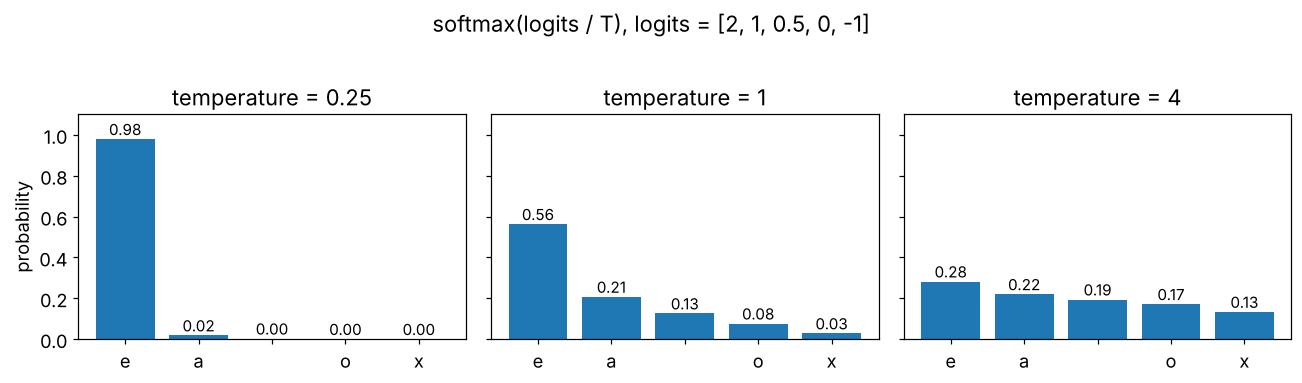 softmax(logits / T), logits = [2, 1, 0.5, 0, -1]
temperature = 0.25
probability
1.0
0.8
0.6
0.4
0.2
0.0
0.98
0.02
0.00
0.00
0.00
e a o x
temperature = 1
0.56
0.21
0.13
0.08
0.03
e a o x
temperature = 4
0.28
0.22
0.19
0.17
0.13
e a o x